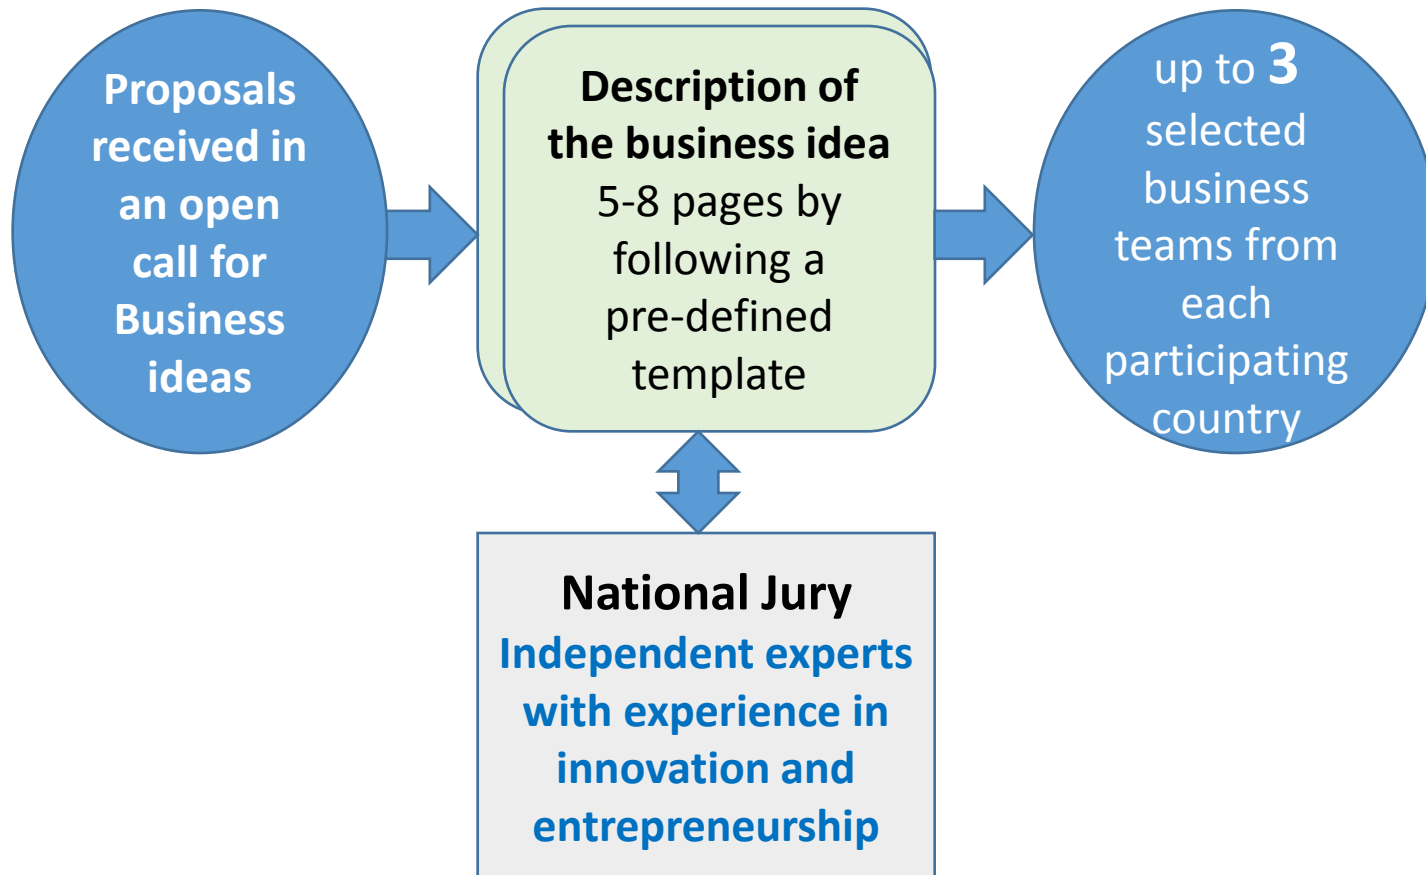 Proposals
received in
an open
call for
Business
ideas
Description of
the business idea
5-8 pages by
following a
pre-defined
template
up to 3
selected
business
teams from
each
participating
country
National Jury
Independent experts
with experience in
innovation and
entrepreneurship